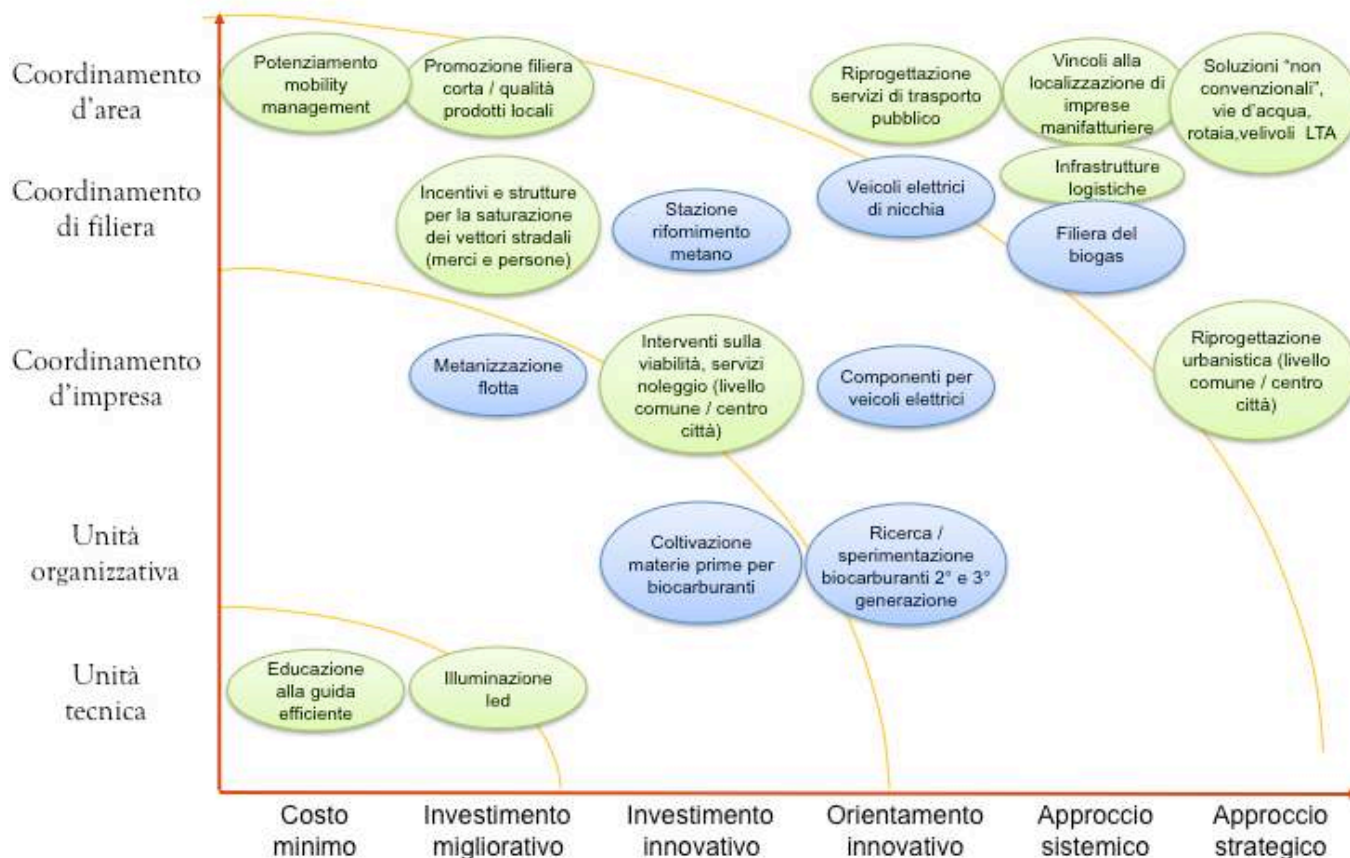 Coordinamento
d'area
Potenziamento
mobility
management
Promozione filiera
corta / qualità
prodotti locali
Riprogettazione
servizi di trasporto
pubblico
Vincoli alla
localizzazione di
imprese
manifatturiere
Soluzioni "non
convenzionali",
vie d'acqua,
rotaia,velivoli LTA
Coordinamento
di filiera
Incentivi e strutture
per la saturazione
dei vettori stradali
(merci e persone)
Stazione
rifornimento
metano
Veicoli elettrici
di nicchia
Infrastrutture
logistiche
Filiera del
biogas
Coordinamento
d'impresa
Metanizzazione
flotta
Interventi sulla
viabilità, servizi
noleggio (livello
comune / centro
città)
Componenti per
veicoli elettrici
Riprogettazione
urbanistica (livello
comune / centro
città)
Unità
organizzativa
Coltivazione
materie prime per
biocarburanti
Ricerca /
sperimentazione
biocarburanti 2° e 3°
generazione
Unità
tecnica
Educazione
alla guida
efficiente
Illuminazione
led
Costo
minimo
Investimento
migliorativo
Investimento
innovativo
Orientamento
innovativo
Approccio
sistemico
Approccio
strategico